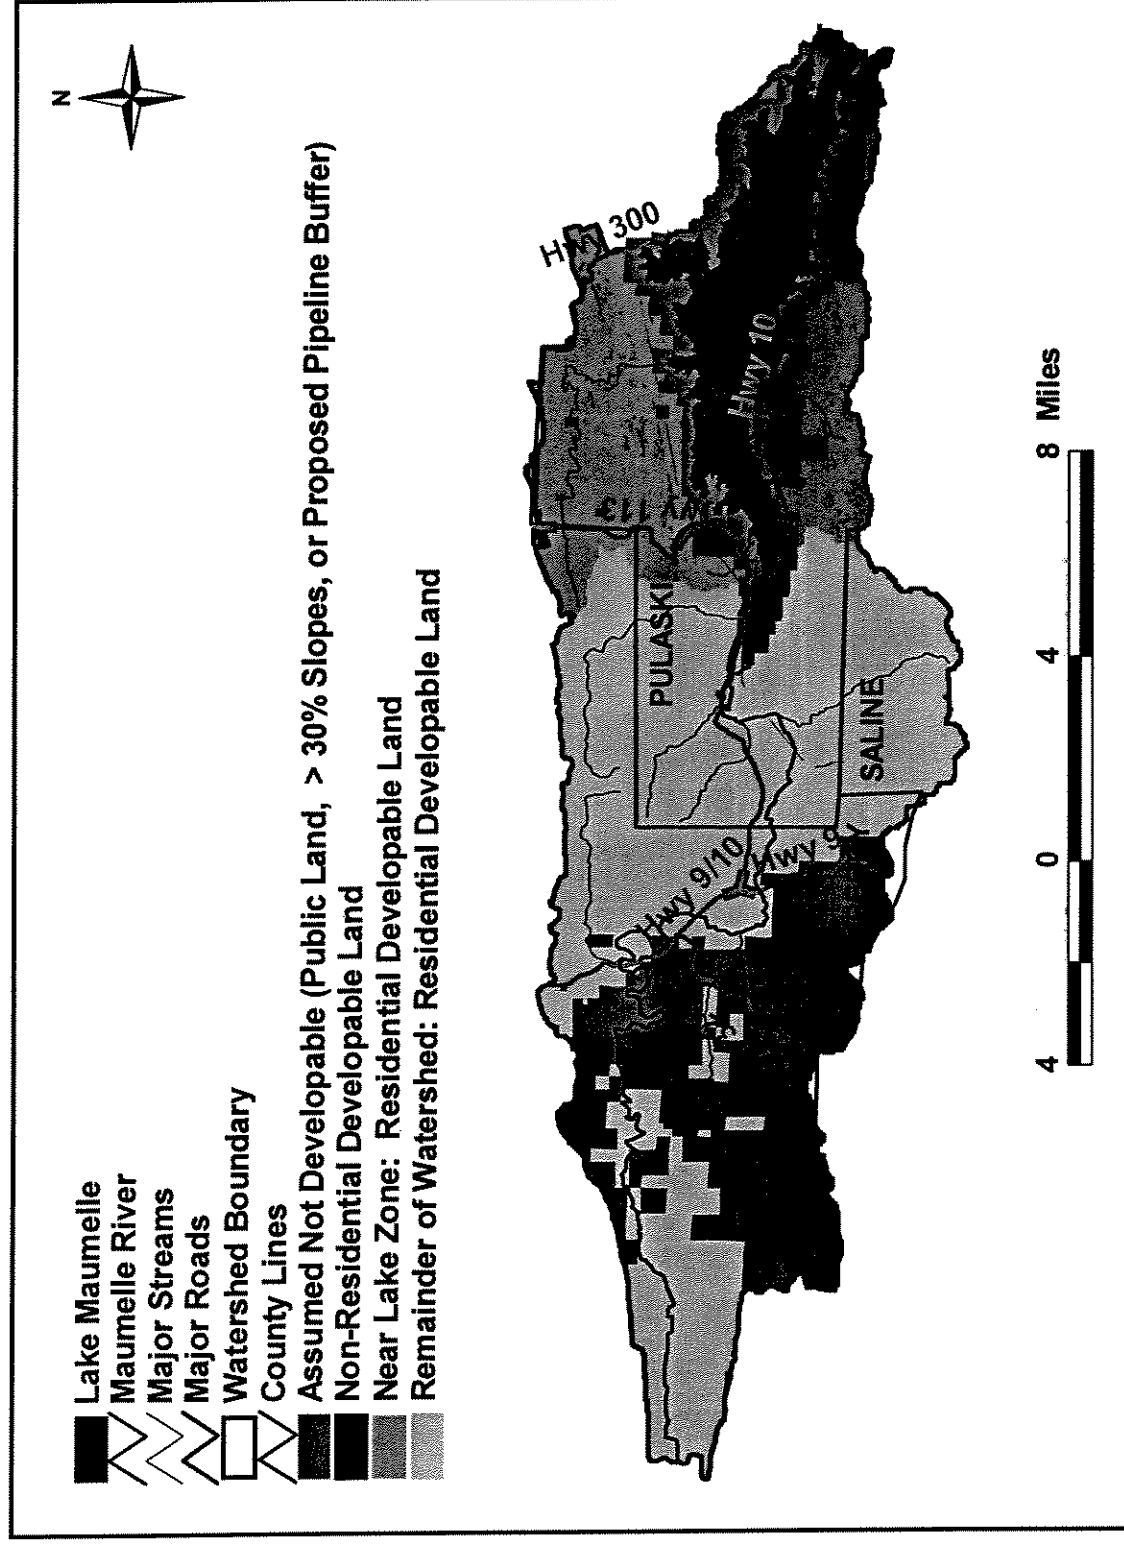 N
Lake Maumelle
Maumelle River
Major Streams
Major Roads
Watershed Boundary
County Lines
Assumed Not Developable (Public Land, > 30% Slopes, or Proposed Pipeline Buffer)
Non-Residential Developable Land
Near Lake Zone: Residential Developable Land
Remainder of Watershed: Residential Developable Land
Hwy 300
Hwy 113
Hwy 10
PULASKI
Hwy 9/10
Hwy 9
SALINE
4 0 4 8 Miles